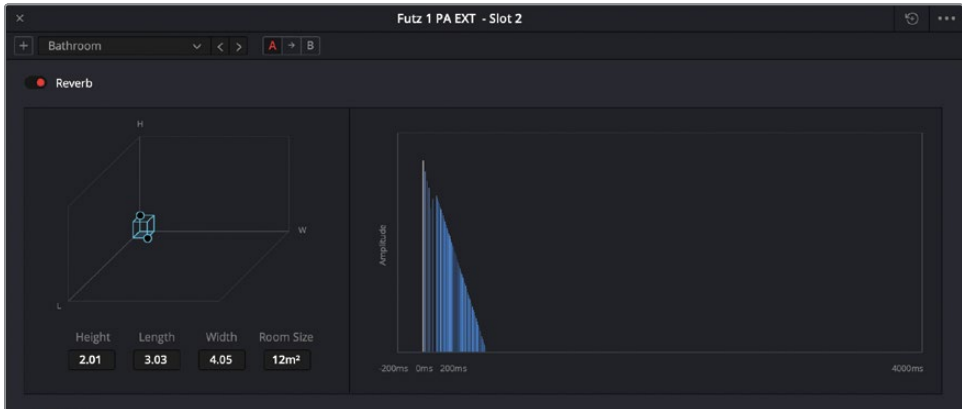 × Futz 1 PA EXT - Slot 2 •••
+ Bathroom < > A → B
Reverb
H
W
L
Height Length Width Room Size
2.01 3.03 4.05 12m²
Amplitude
-200ms 0ms 200ms 4000ms